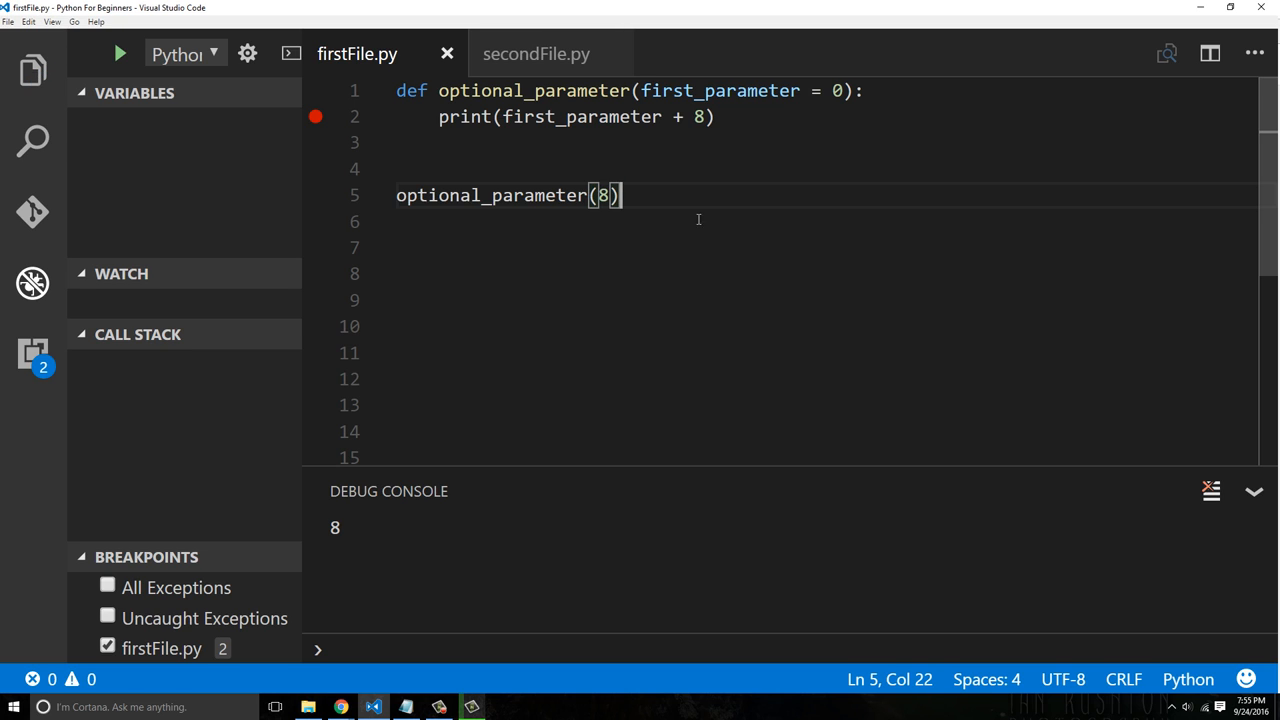 firstFile.py - Python For Beginners - Visual Studio Code
File Edit View Go Help
Pythor
firstFile.py
secondFile.py
VARIABLES
WATCH
CALL STACK
BREAKPOINTS
All Exceptions
Uncaught Exceptions
firstFile.py 2
2
1 def optional_parameter(first_parameter = 0):
2 print(first_parameter + 8)
3
4
5 optional_parameter(8)
6
7
8
9
10
11
12
13
14
15
DEBUG CONSOLE
8
0 0
Ln 5, Col 22 Spaces: 4 UTF-8 CRLF Python
I'm Cortana. Ask me anything.
7:55 PM
9/24/2016